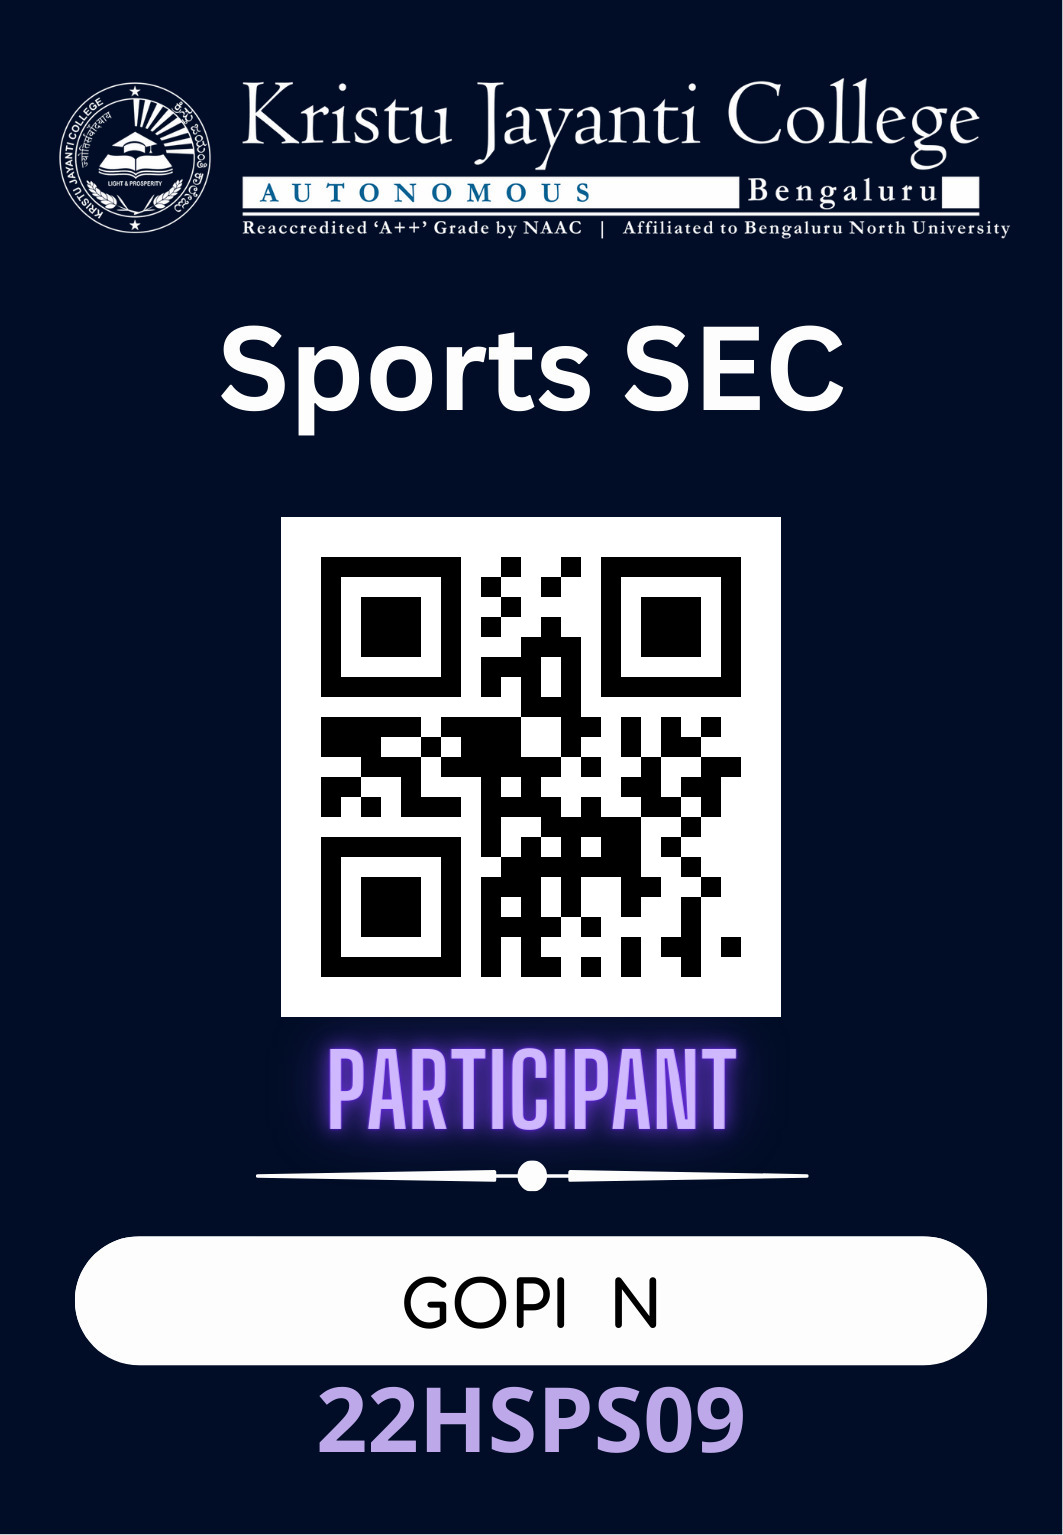 Kristu Jayanti College
AUTONOMOUS Bengaluru
Reaccredited ‘A++’ Grade by NAAC | Affiliated to Bengaluru North University
KRISTU JAYANTI COLLEGE
LIGHT & PROSPERITY
Sports SEC
PARTICIPANT
GOPI N
22HSPS09